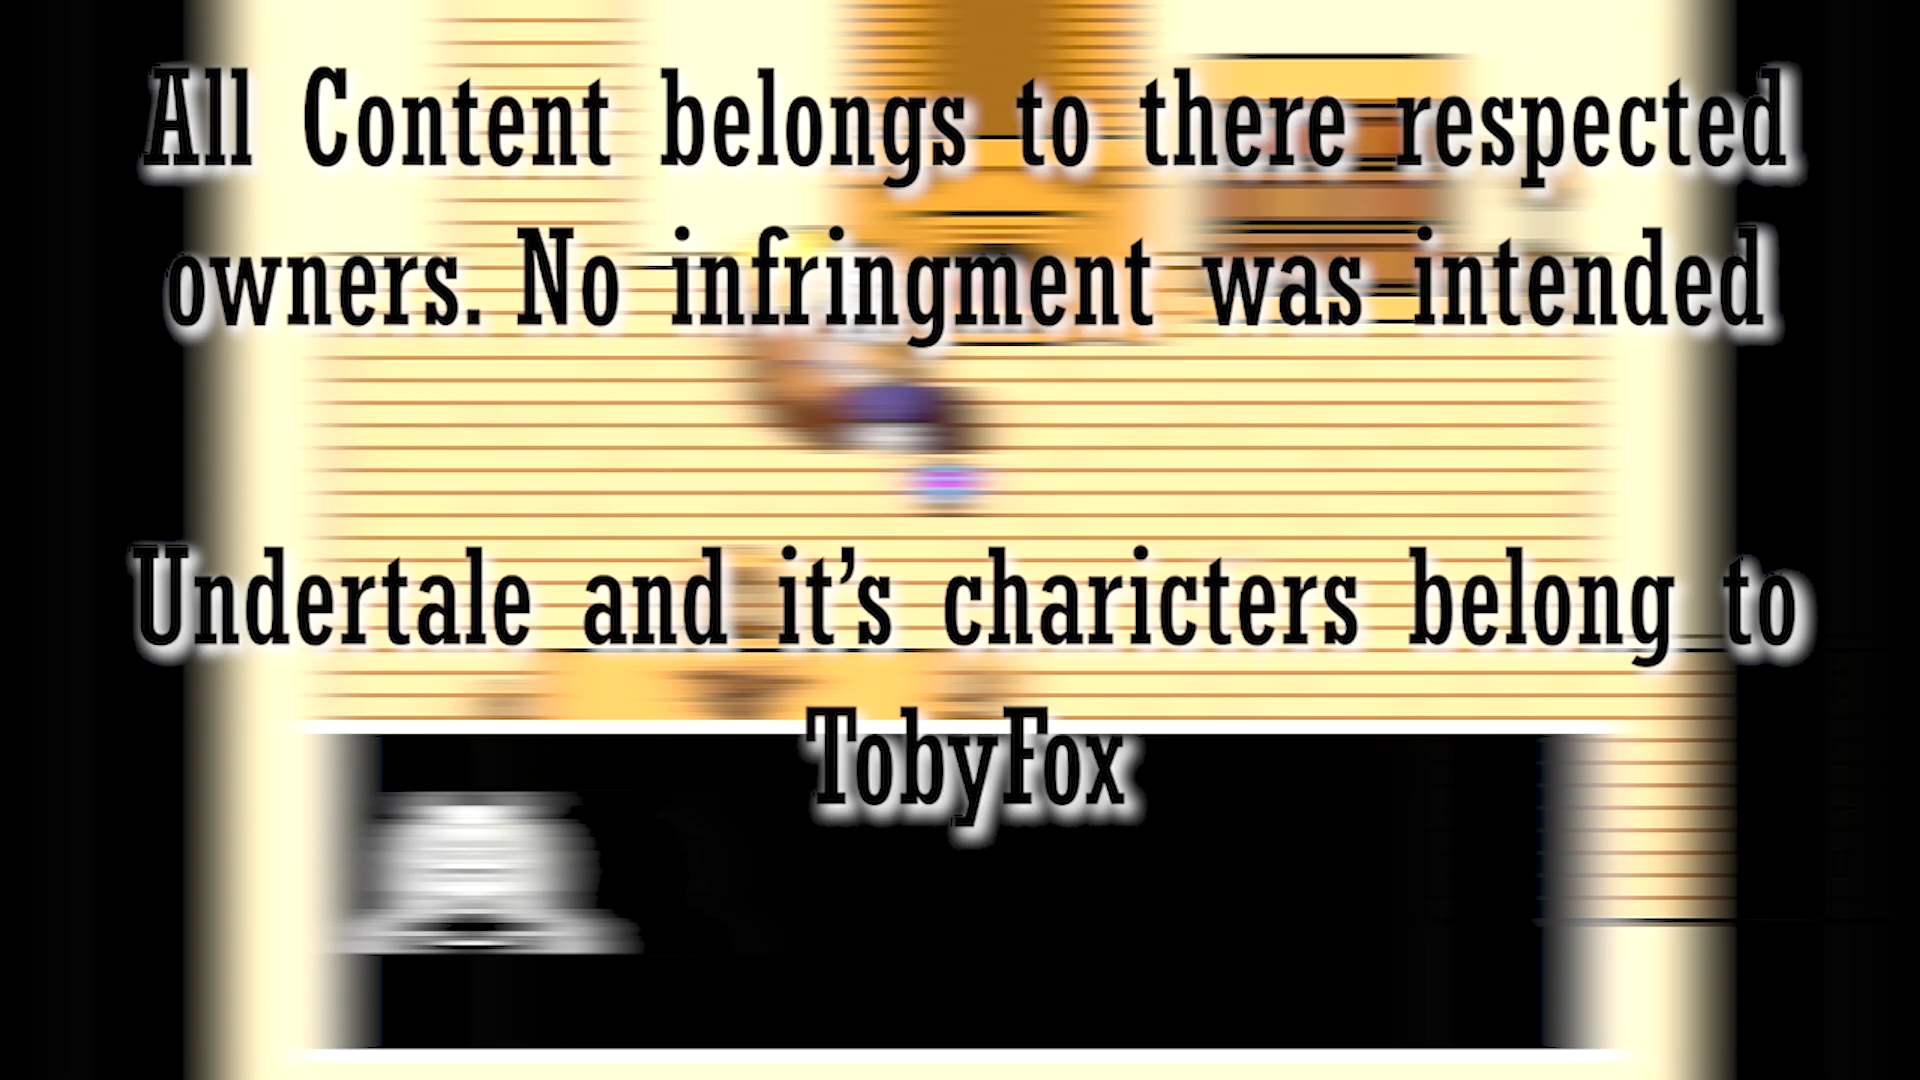 All Content belongs to there respected
owners. No infringment was intended
Undertale and it’s charicters belong to
TobyFox